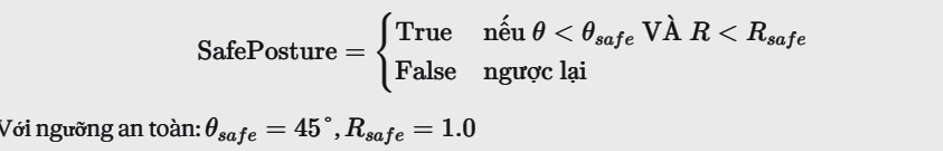 SafePosture = { True nếu θ < θ_safe VÀ R < R_safe
False ngược lại
Với ngưỡng an toàn: θ_safe = 45°, R_safe = 1.0